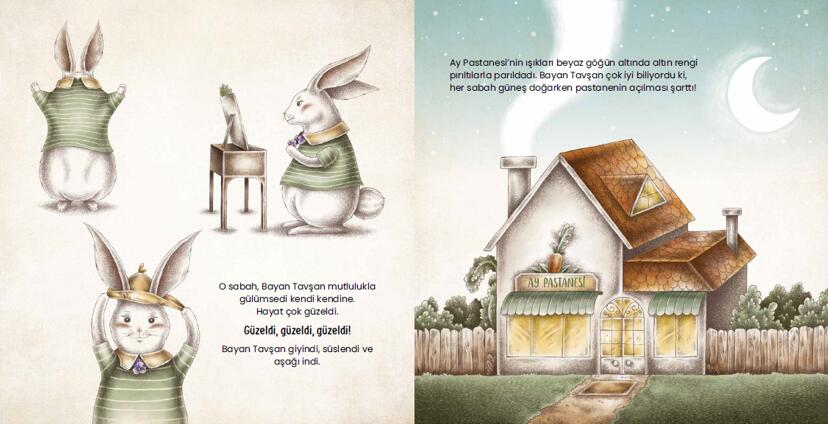 O sabah, Bayan Tavşan mutlulukla
gülümsedi kendi kendine.
Hayat çok güzeldi.
Güzeldi, güzeldi, güzeldi!
Bayan Tavşan giyindi, süslendi ve
aşağı indi.
Ay Pastanesi'nin ışıkları beyaz göğün altında altın rengi
pırıltılarla parıldadı. Bayan Tavşan çok iyi biliyordu ki,
her sabah güneş doğarken pastanenin açılması şarttı!
AY PASTANESİ